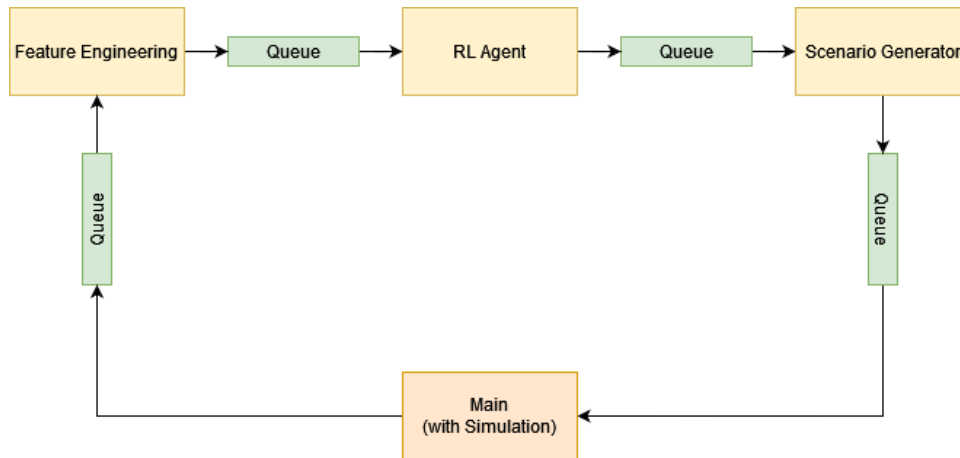 Feature Engineering
Queue
RL Agent
Queue
Scenario Generator
Queue
Queue
Main
(with Simulation)